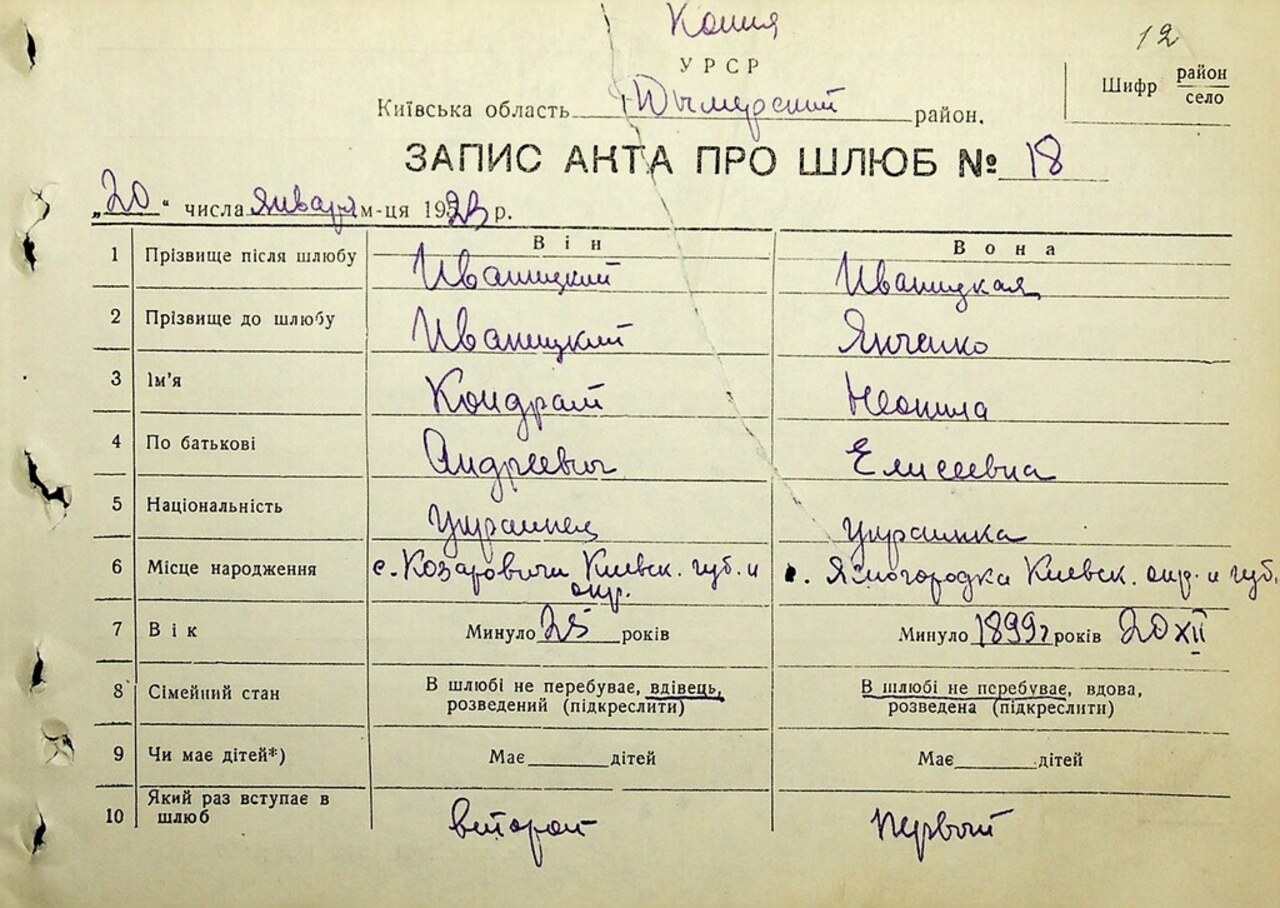 Копия
12
УРСР
Шифр район село
Київська область Дымерский район.
ЗАПИС АКТА ПРО ШЛЮБ № 18
„20“ числа Января м-ця 1923 р.
Він Вона
1 Прізвище після шлюбу Иваницкий Иваницкая
2 Прізвище до шлюбу Иваницкий Янченко
3 Ім'я Кондрат Неонила
4 По батькові Андреевич Елисеевна
5 Національність Украинец Украинка
6 Місце народження с. Козаровичи Киевск. губ. и с. Ясногородка Киевск. окр. и губ.
окр.
7 Вік Минуло 25 років Минуло 1899 г років 20 XII
8 Сімейний стан В шлюбі не перебуває, вдівець, В шлюбі не перебуває, вдова,
розведений (підкреслити) розведена (підкреслити)
9 Чи має дітей*) Має дітей Має дітей
10 Який раз вступає в шлюб второй первый